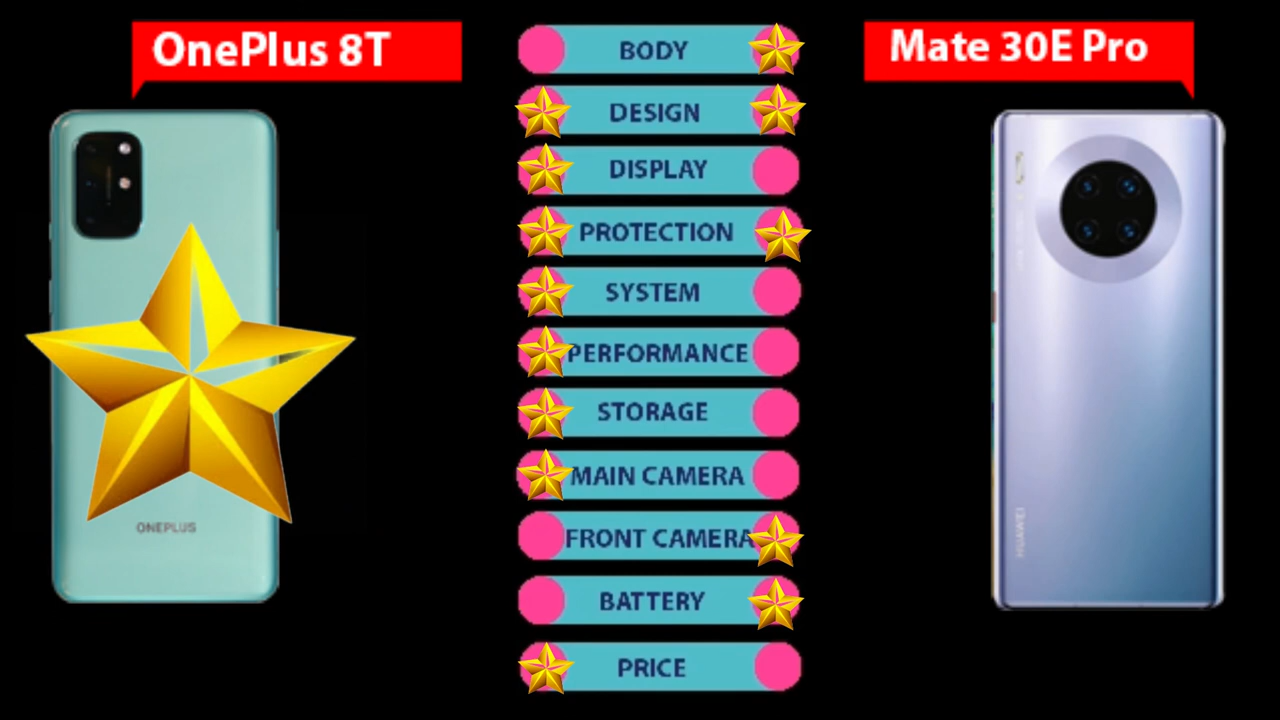 OnePlus 8T
Mate 30E Pro
BODY
DESIGN
DISPLAY
PROTECTION
SYSTEM
PERFORMANCE
STORAGE
MAIN CAMERA
FRONT CAMERA
BATTERY
PRICE
ONEPLUS
HUAWEI